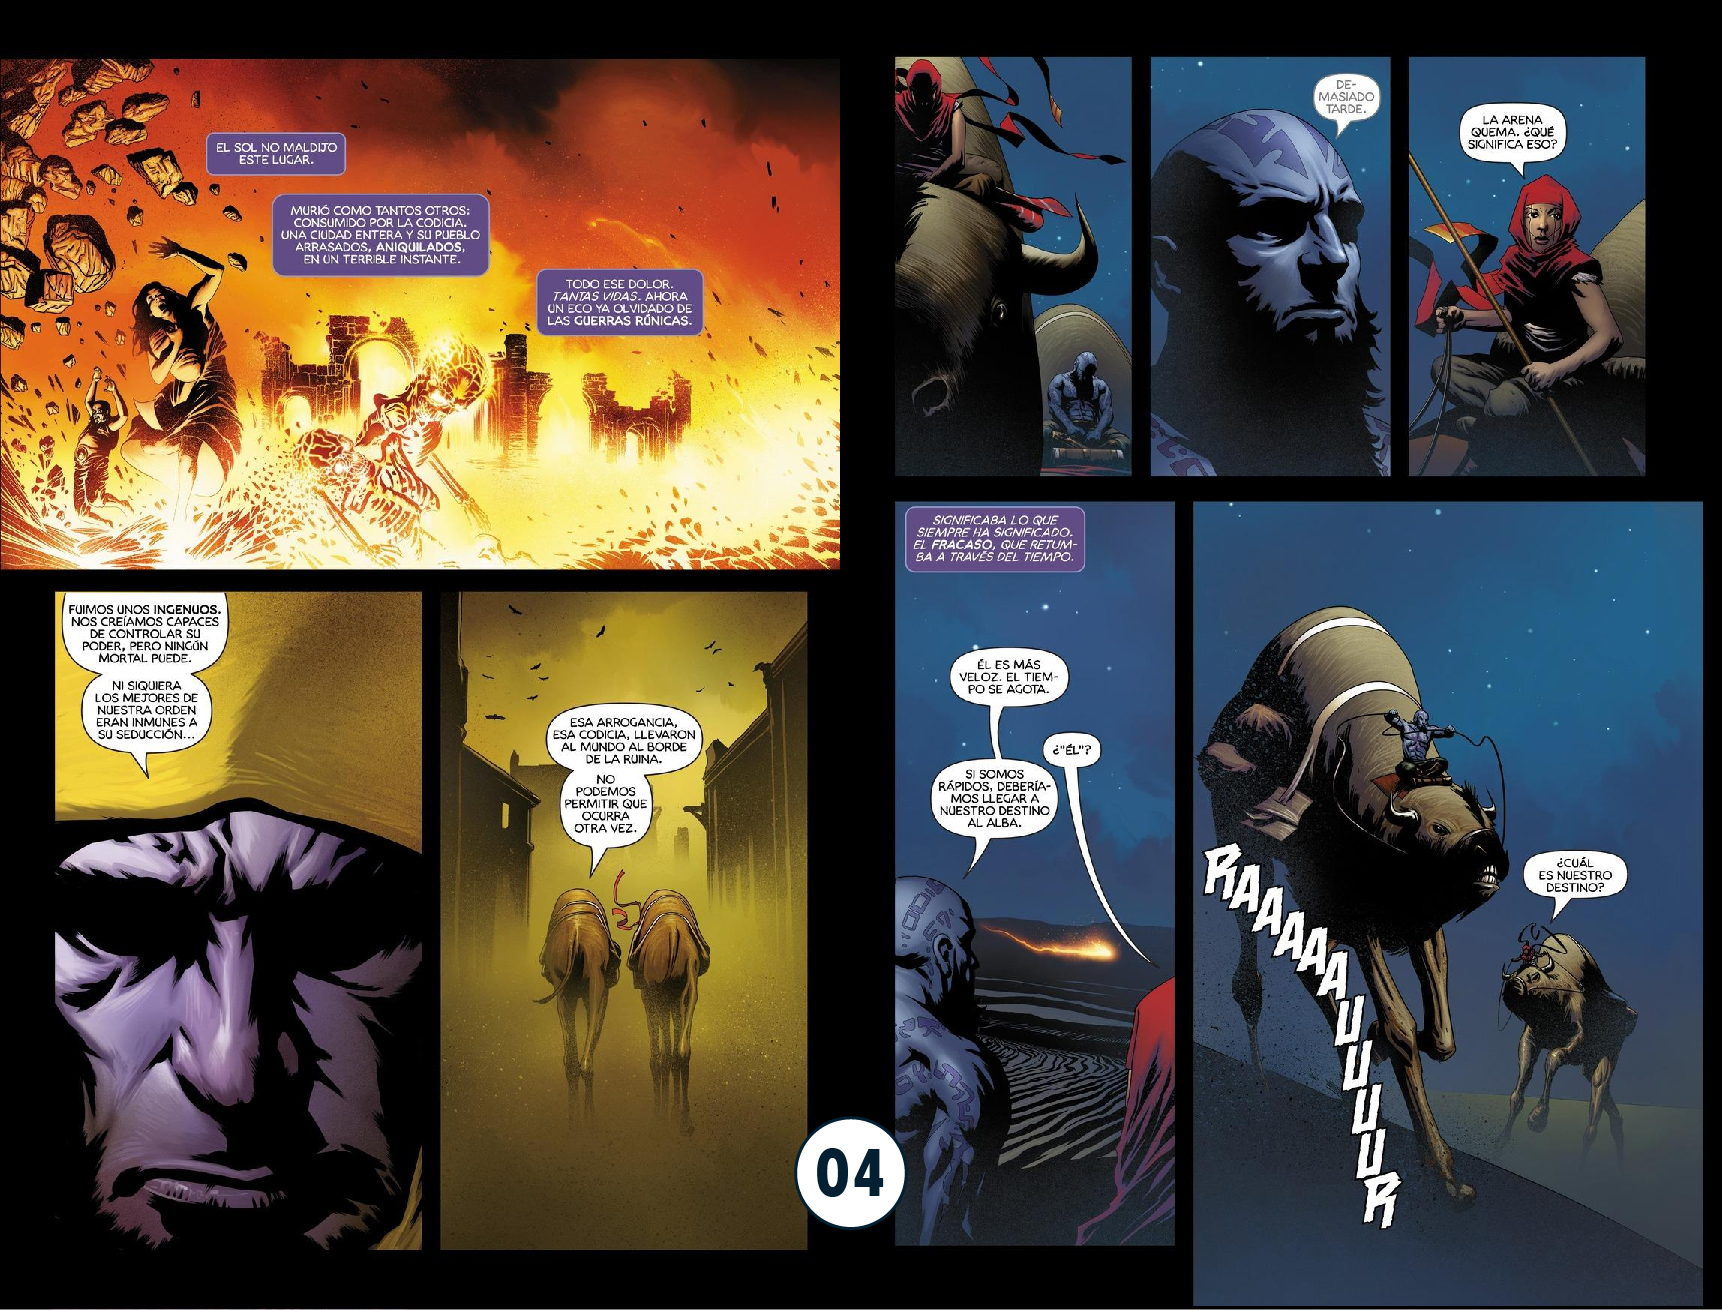 EL SOL NO MALDIJO
ESTE LUGAR.
MURIÓ COMO TANTOS OTROS:
CONSUMIDO POR LA CODICIA.
UNA CIUDAD ENTERA Y SU PUEBLO
ARRASADOS, ANIQUILADOS,
EN UN TERRIBLE INSTANTE.
TODO ESE DOLOR.
TANTAS VIDAS. AHORA
UN ECO YA OLVIDADO DE
LAS GUERRAS RÚNICAS.
FUIMOS UNOS INGENUOS.
NOS CREÍAMOS CAPACES
DE CONTROLAR SU
PODER, PERO NINGÚN
MORTAL PUEDE.
NI SIQUIERA
LOS MEJORES DE
NUESTRA ORDEN
ERAN INMUNES A
SU SEDUCCIÓN...
ESA ARROGANCIA,
ESA CODICIA, LLEVARON
AL MUNDO AL BORDE
DE LA RUINA.
NO
PODEMOS
PERMITIR QUE
OCURRA
OTRA VEZ.
DE-
MASIADO
TARDE.
LA ARENA
QUEMA. ¿QUÉ
SIGNIFICA ESO?
SIGNIFICABA LO QUE
SIEMPRE HA SIGNIFICADO.
EL FRACASO, QUE RETUM-
BA A TRAVÉS DEL TIEMPO.
ÉL ES MÁS
VELOZ. EL TIEM-
PO SE AGOTA.
¿"ÉL"?
SI SOMOS
RÁPIDOS, DEBERÍA-
MOS LLEGAR A
NUESTRO DESTINO
AL ALBA.
RAAAAAUUUUR
¿CUÁL
ES NUESTRO
DESTINO?
04